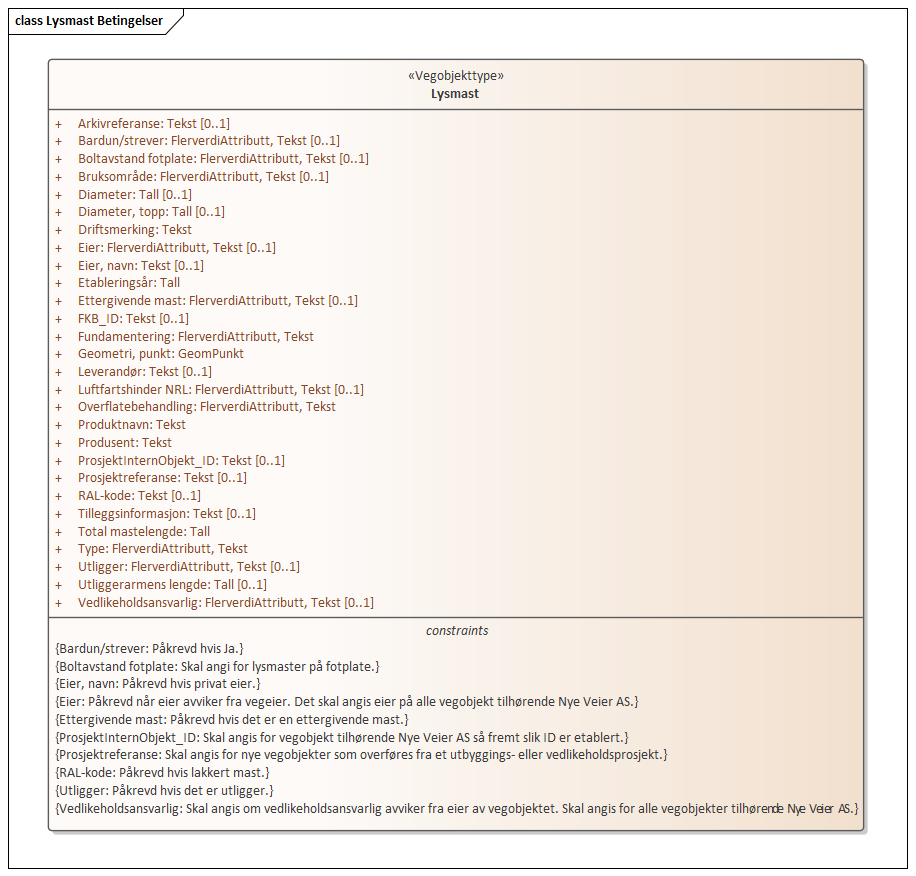 class Lysmast Betingelser
«Vegobjekttype»
Lysmast
+ Arkivreferanse: Tekst [0..1]
+ Bardun/strever: FlerverdiAttributt, Tekst [0..1]
+ Boltavstand fotplate: FlerverdiAttributt, Tekst [0..1]
+ Bruksområde: FlerverdiAttributt, Tekst [0..1]
+ Diameter: Tall [0..1]
+ Diameter, topp: Tall [0..1]
+ Driftsmerking: Tekst
+ Eier: FlerverdiAttributt, Tekst [0..1]
+ Eier, navn: Tekst [0..1]
+ Etableringsår: Tall
+ Ettergivende mast: FlerverdiAttributt, Tekst [0..1]
+ FKB_ID: Tekst [0..1]
+ Fundamentering: FlerverdiAttributt, Tekst
+ Geometri, punkt: GeomPunkt
+ Leverandør: Tekst [0..1]
+ Luftfartshinder NRL: FlerverdiAttributt, Tekst [0..1]
+ Overflatebehandling: FlerverdiAttributt, Tekst
+ Produktnavn: Tekst
+ Produsent: Tekst
+ ProsjektInternObjekt_ID: Tekst [0..1]
+ Prosjektreferanse: Tekst [0..1]
+ RAL-kode: Tekst [0..1]
+ Tilleggsinformasjon: Tekst [0..1]
+ Total mastelengde: Tall
+ Type: FlerverdiAttributt, Tekst
+ Utligger: FlerverdiAttributt, Tekst [0..1]
+ Utliggerarmens lengde: Tall [0..1]
+ Vedlikeholdsansvarlig: FlerverdiAttributt, Tekst [0..1]
constraints
{Bardun/strever: Påkrevd hvis Ja.}
{Boltavstand fotplate: Skal angi for lysmaster på fotplate.}
{Eier, navn: Påkrevd hvis privat eier.}
{Eier: Påkrevd når eier avviker fra vegeier. Det skal angis eier på alle vegobjekt tilhørende Nye Veier AS.}
{Ettergivende mast: Påkrevd hvis det er en ettergivende mast.}
{ProsjektInternObjekt_ID: Skal angis for vegobjekt tilhørende Nye Veier AS så fremt slik ID er etablert.}
{Prosjektreferanse: Skal angis for nye vegobjekter som overføres fra et utbyggings- eller vedlikeholdsprosjekt.}
{RAL-kode: Påkrevd hvis lakkert mast.}
{Utligger: Påkrevd hvis det er utligger.}
{Vedlikeholdsansvarlig: Skal angis om vedlikeholdsansvarlig avviker fra eier av vegobjektet. Skal angis for alle vegobjekter tilhørende Nye Veier AS.}